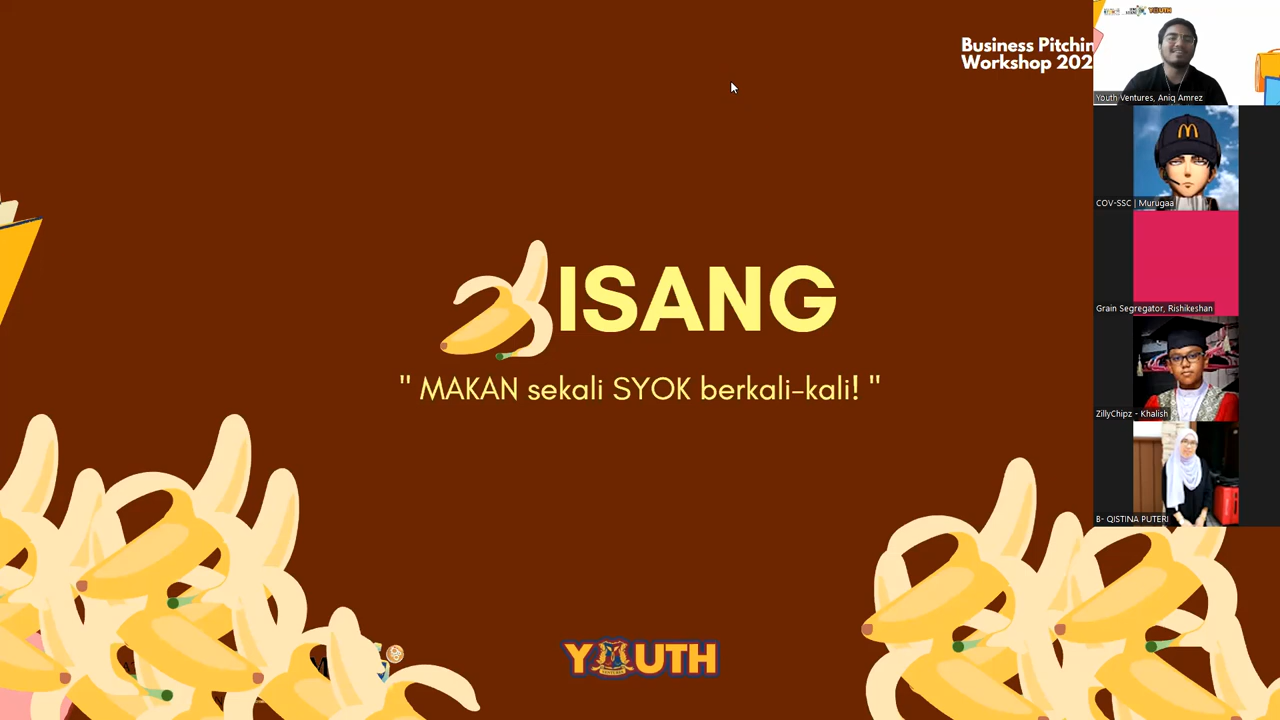 Business Pitchin
Workshop 202
ISANG
" MAKAN sekali SYOK berkali-kali! "
YOUTH
YOUTH
Youth Ventures, Aniq Amrez
COV-SSC | Murugaa
Grain Segregator, Rishikeshan
ZillyChipz - Khalish
B- QISTINA PUTERI